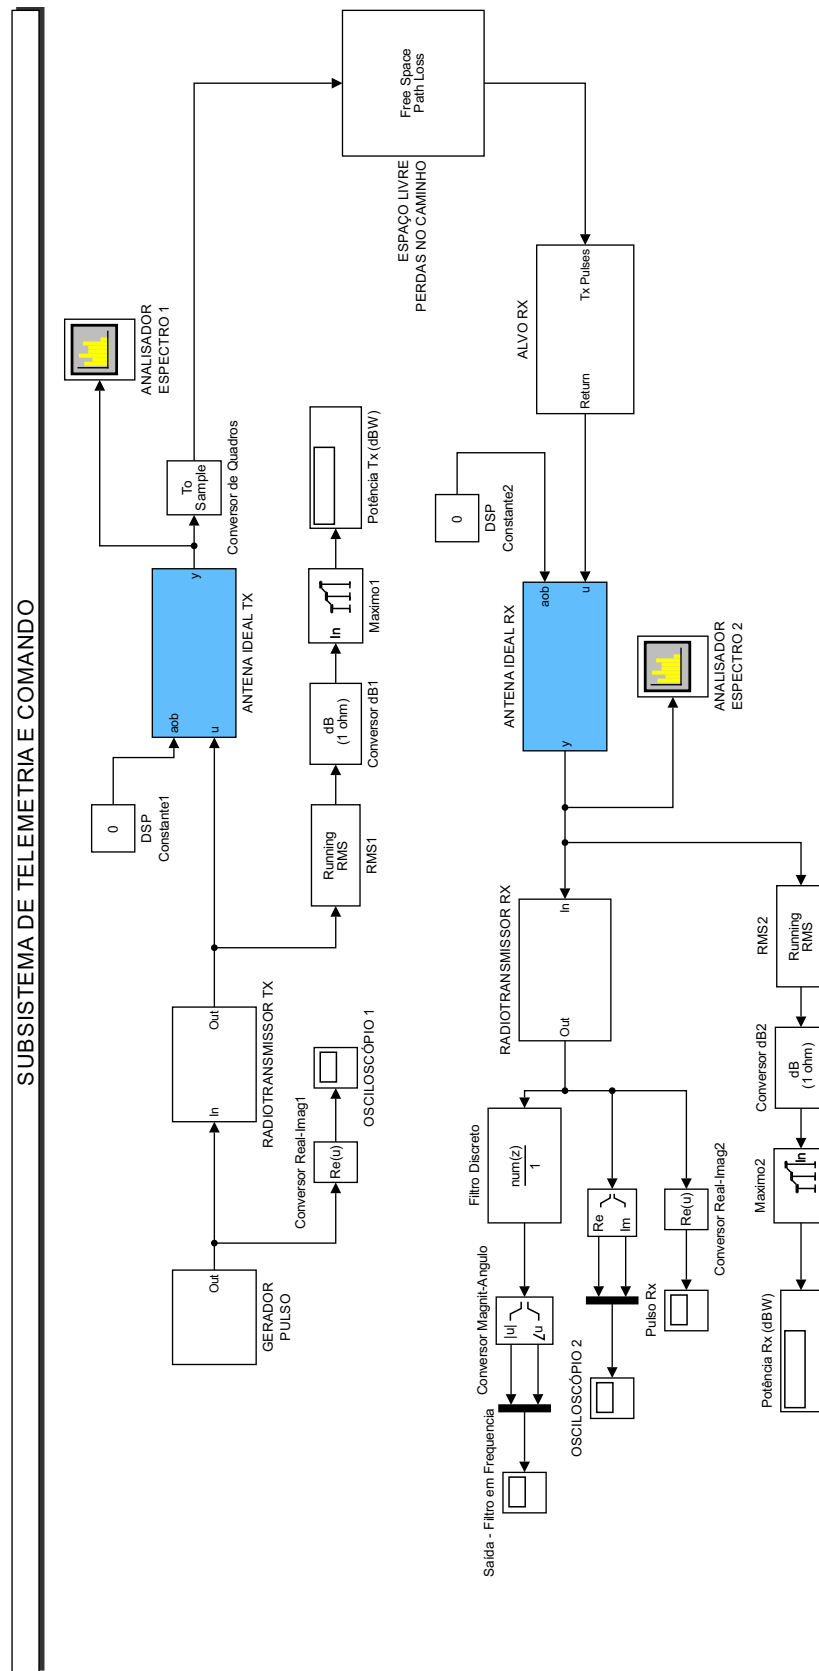 SUBSISTEMA DE TELEMETRIA E COMANDO
Out
GERADOR
PULSO
In
Out
RADIOTRANSMISSOR TX
Re(u)
Conversor Real-Imag1
OSCILOSCÓPIO 1
0
DSP
Constante1
aob
u
y
ANTENA IDEAL TX
Running
RMS
RMS1
dB
(1 ohm)
Conversor dB1
In
Maximo1
Potência Tx (dBW)
To
Sample
Conversor de Quadros
ANALISADOR
ESPECTRO 1
Free Space
Path Loss
ESPAÇO LIVRE
PERDAS NO CAMINHO
ALVO RX
Tx Pulses
Return
0
DSP
Constante2
ANTENA IDEAL RX
aob
u
y
ANALISADOR
ESPECTRO 2
RADIOTRANSMISSOR RX
In
Out
Filtro Discreto
num(z)
1
Conversor Magnit-Angulo
|u|
∠u
Saída - Filtro em Frequencia
Re
Im
Pulso Rx
OSCILOSCÓPIO 2
Re(u)
Conversor Real-Imag2
RMS2
Running
RMS
Conversor dB2
dB
(1 ohm)
Maximo2
In
Potência Rx (dBW)